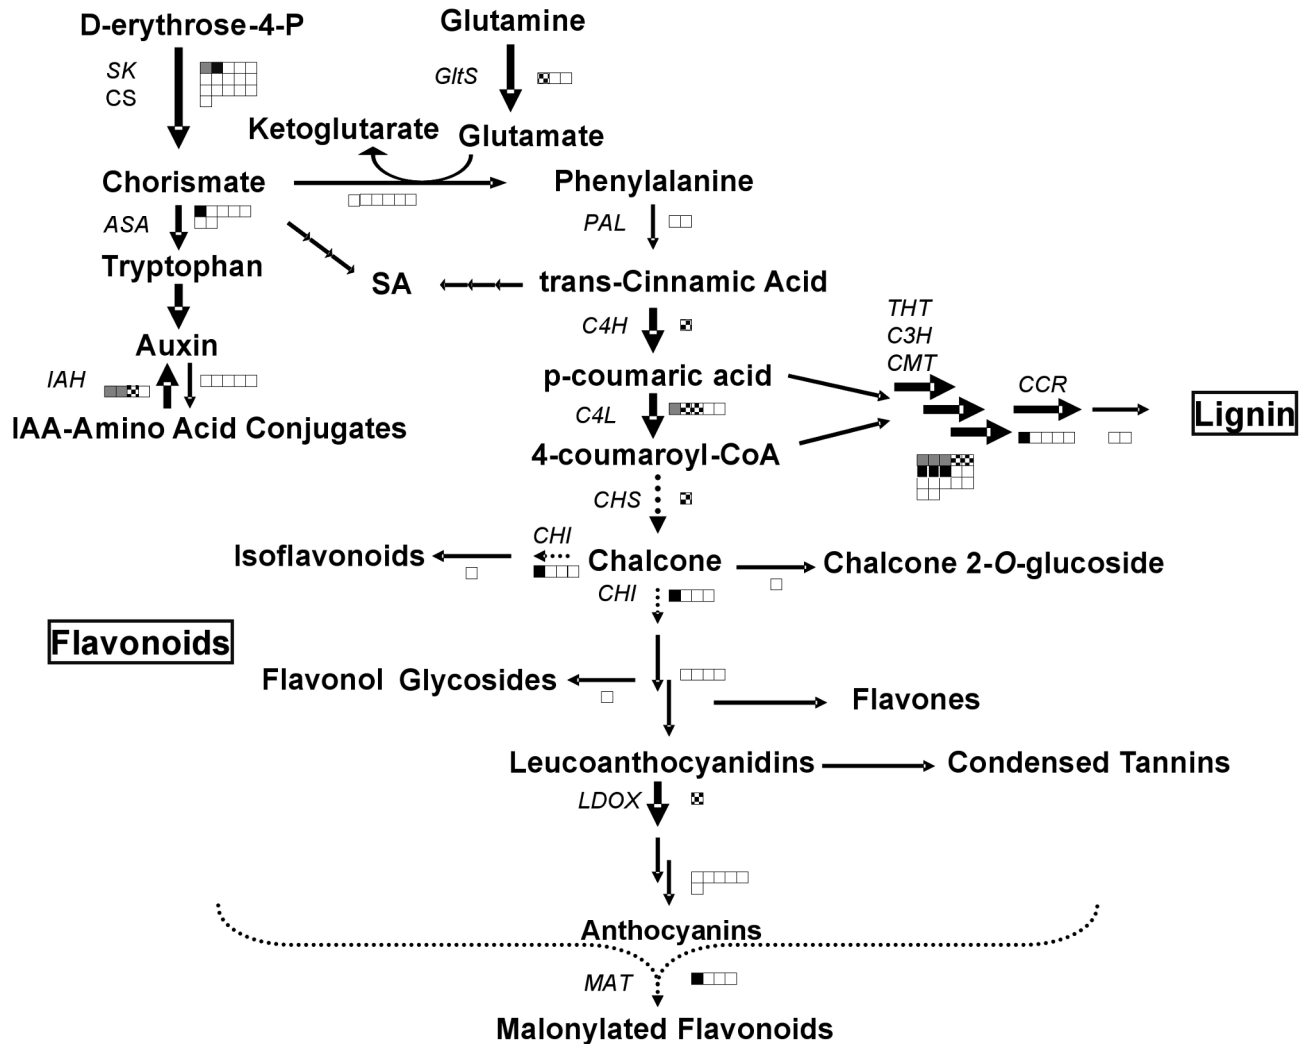 D-erythrose-4-P
Glutamine
SK
CS
GltS
Ketoglutarate
Glutamate
Chorismate
Phenylalanine
ASA
PAL
Tryptophan
SA
trans-Cinnamic Acid
C4H
THT
C3H
CMT
Auxin
IAH
p-coumaric acid
CCR
C4L
Lignin
IAA-Amino Acid Conjugates
4-coumaroyl-CoA
CHS
Isoflavonoids
CHI
Chalcone
Chalcone 2-O-glucoside
CHI
Flavonoids
Flavonol Glycosides
Flavones
Leucoanthocyanidins
Condensed Tannins
LDOX
Anthocyanins
MAT
Malonylated Flavonoids